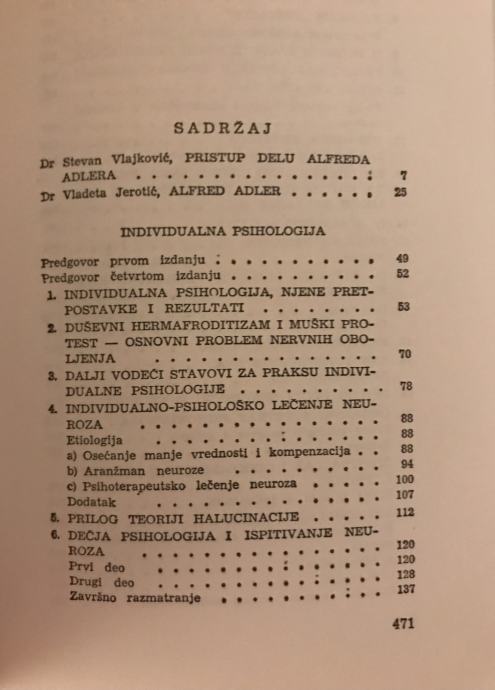 SADRŽAJ
Dr Stevan Vlajković, PRISTUP DELU ALFREDA
ADLERA . . . . . . . . . . . . . . . . 7
Dr Vladeta Jerotić, ALFRED ADLER . . . . . . 25
INDIVIDUALNA PSIHOLOGIJA
Predgovor prvom izdanju . . . . . . . . . . . 49
Predgovor četvrtom izdanju . . . . . . . . . . 52
1. INDIVIDUALNA PSIHOLOGIJA, NJENE PRET-
POSTAVKE I REZULTATI . . . . . . . . . 53
2. DUŠEVNI HERMAFRODITIZAM I MUŠKI PRO-
TEST — OSNOVNI PROBLEM NERVNIH OBO-
LJENJA . . . . . . . . . . . . . . 70
3. DALJI VODEĆI STAVOVI ZA PRAKSU INDIVI-
DUALNE PSIHOLOGIJE . . . . . . . . . . 78
4. INDIVIDUALNO-PSIHOLOŠKO LEČENJE NEU-
ROZA . . . . . . . . . . . . . . . 88
Etiologija . . . . . . . . . . . . . . 88
a) Osećanje manje vrednosti i kompenzacija . . 88
b) Aranžman neuroze . . . . . . . . . . . 94
c) Psihoterapeutsko lečenje neuroza . . . . . 100
Dodatak . . . . . . . . . . . . . . . 107
5. PRILOG TEORIJI HALUCINACIJE . . . . . 112
6. DEČJA PSIHOLOGIJA I ISPITIVANJE NEU-
ROZA . . . . . . . . . . . . . . . 120
Prvi deo . . . . . . . . . . . . . . 120
Drugi deo . . . . . . . . . . . . . . 128
Završno razmatranje . . . . . . . . . . 137
471